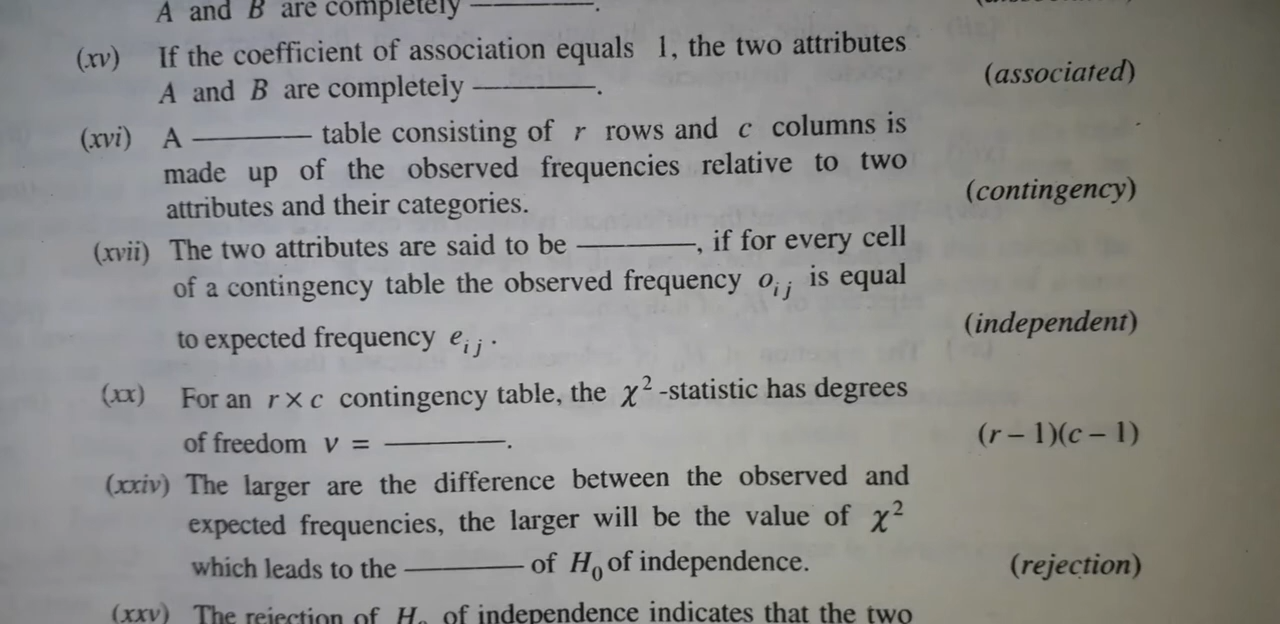 A and B are completely ————.
(xv) If the coefficient of association equals 1, the two attributes
A and B are completely ————.
(associated)
(xvi) A ———— table consisting of r rows and c columns is
made up of the observed frequencies relative to two
attributes and their categories.
(contingency)
(xvii) The two attributes are said to be ————, if for every cell
of a contingency table the observed frequency oᵢⱼ is equal
to expected frequency eᵢⱼ.
(independent)
(xx) For an r × c contingency table, the χ²-statistic has degrees
of freedom ν = ————.
(r – 1)(c – 1)
(xxiv) The larger are the difference between the observed and
expected frequencies, the larger will be the value of χ²
which leads to the ———— of H₀ of independence.
(rejection)
(xxv) The rejection of H₀ of independence indicates that the two